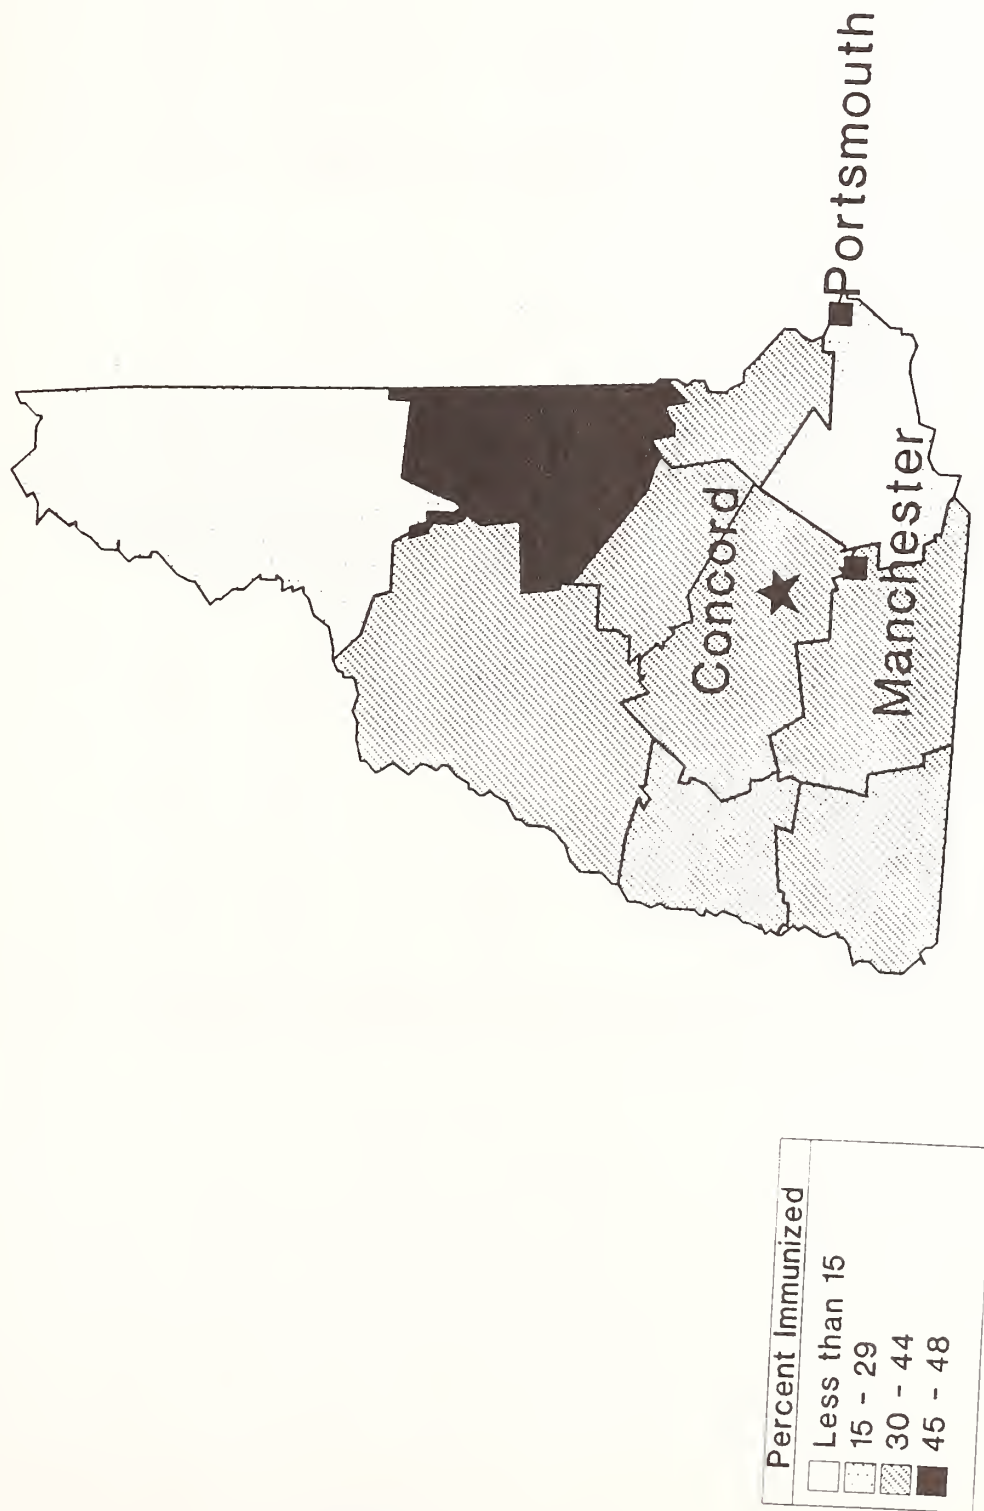 Portsmouth
Concord
Manchester
Percent Immunized
Less than 15
15 - 29
30 - 44
45 - 48